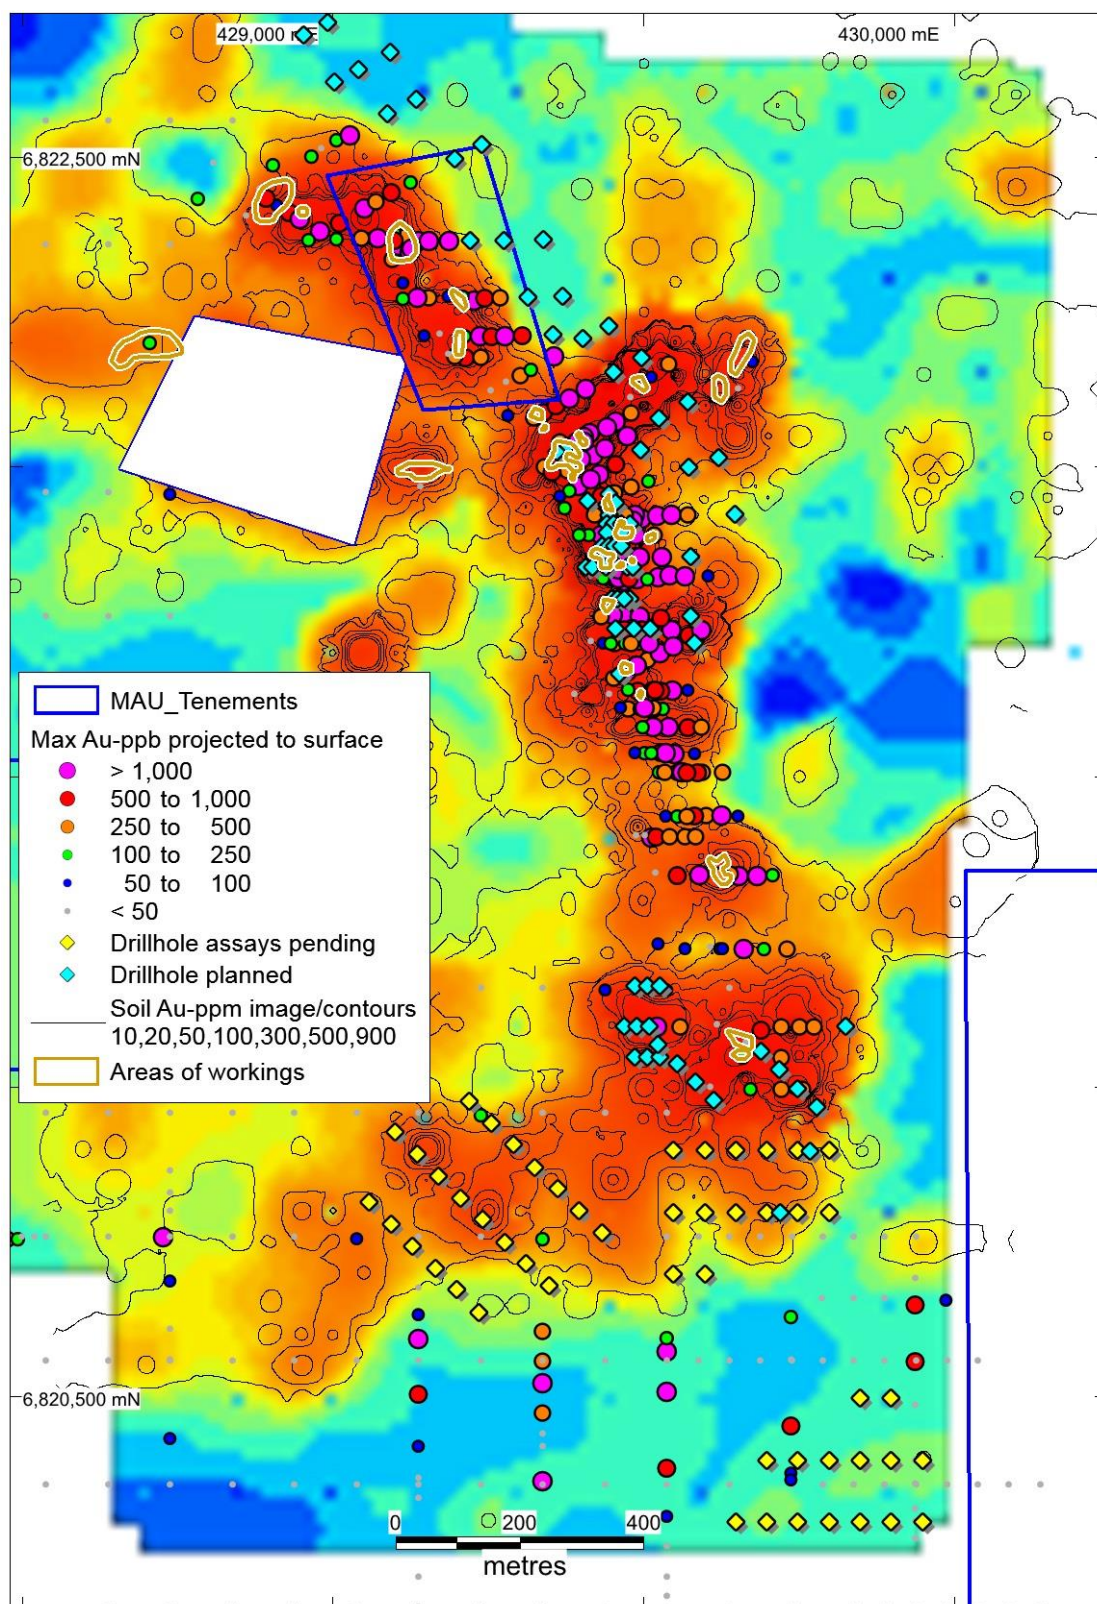 429,000 mE
430,000 mE
6,822,500 mN
MAU_Tenements
Max Au-ppb projected to surface
> 1,000
500 to 1,000
250 to 500
100 to 250
50 to 100
< 50
Drillhole assays pending
Drillhole planned
Soil Au-ppm image/contours
10,20,50,100,300,500,900
Areas of workings
6,820,500 mN
0 200 400
metres